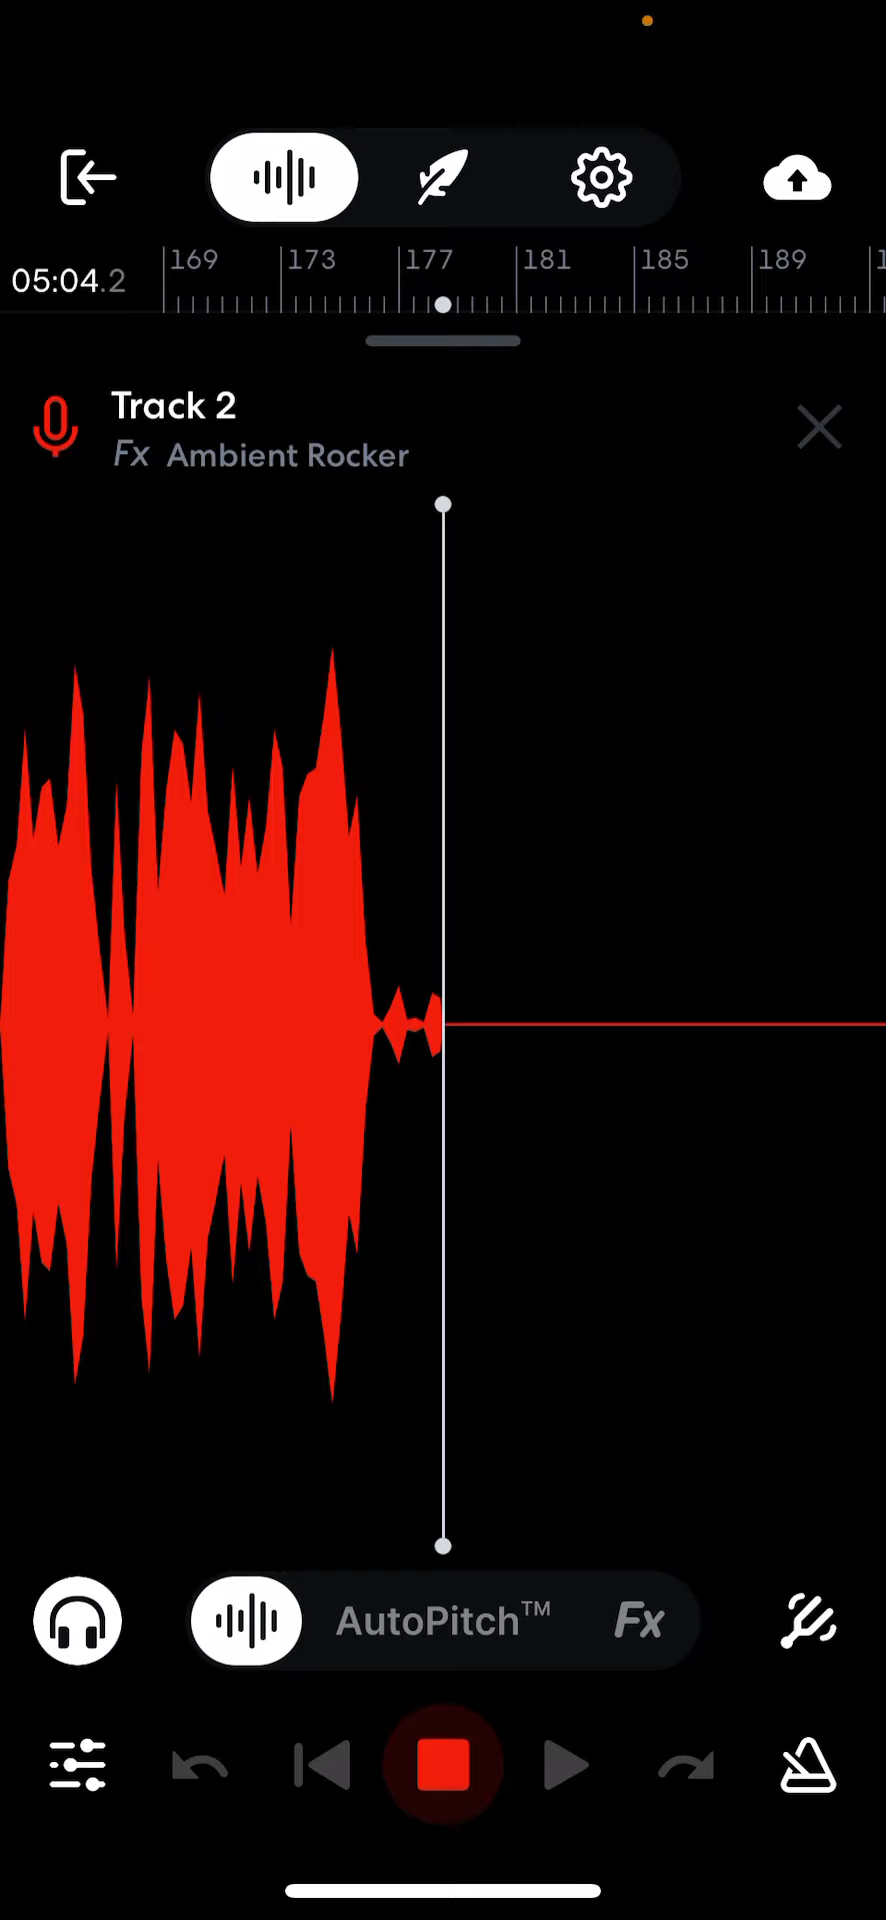 05:04.2
169 173 177 181 185 189
Track 2
Fx Ambient Rocker
AutoPitch™ Fx